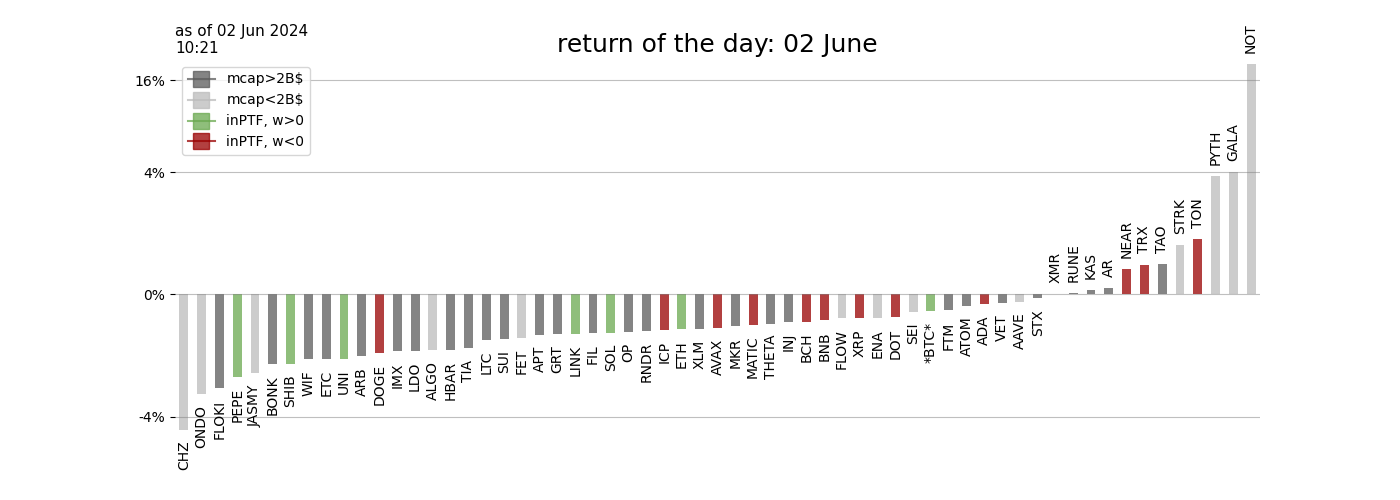 as of 02 Jun 2024
10:21
return of the day: 02 June
mcap>2B$
mcap<2B$
inPTF, w>0
inPTF, w<0
16%
4%
0%
-4%
CHZ
ONDO
FLOKI
PEPE
JASMY
BONK
SHIB
WIF
ETC
UNI
ARB
DOGE
IMX
LDO
ALGO
HBAR
TIA
LTC
SUI
FET
APT
GRT
LINK
FIL
SOL
OP
RNDR
ICP
ETH
XLM
AVAX
MKR
MATIC
THETA
INJ
BCH
BNB
FLOW
XRP
ENA
DOT
SEI
*BTC*
FTM
ATOM
ADA
VET
AAVE
STX
XMR
RUNE
KAS
AR
NEAR
TRX
TAO
STRK
TON
PYTH
GALA
NOT